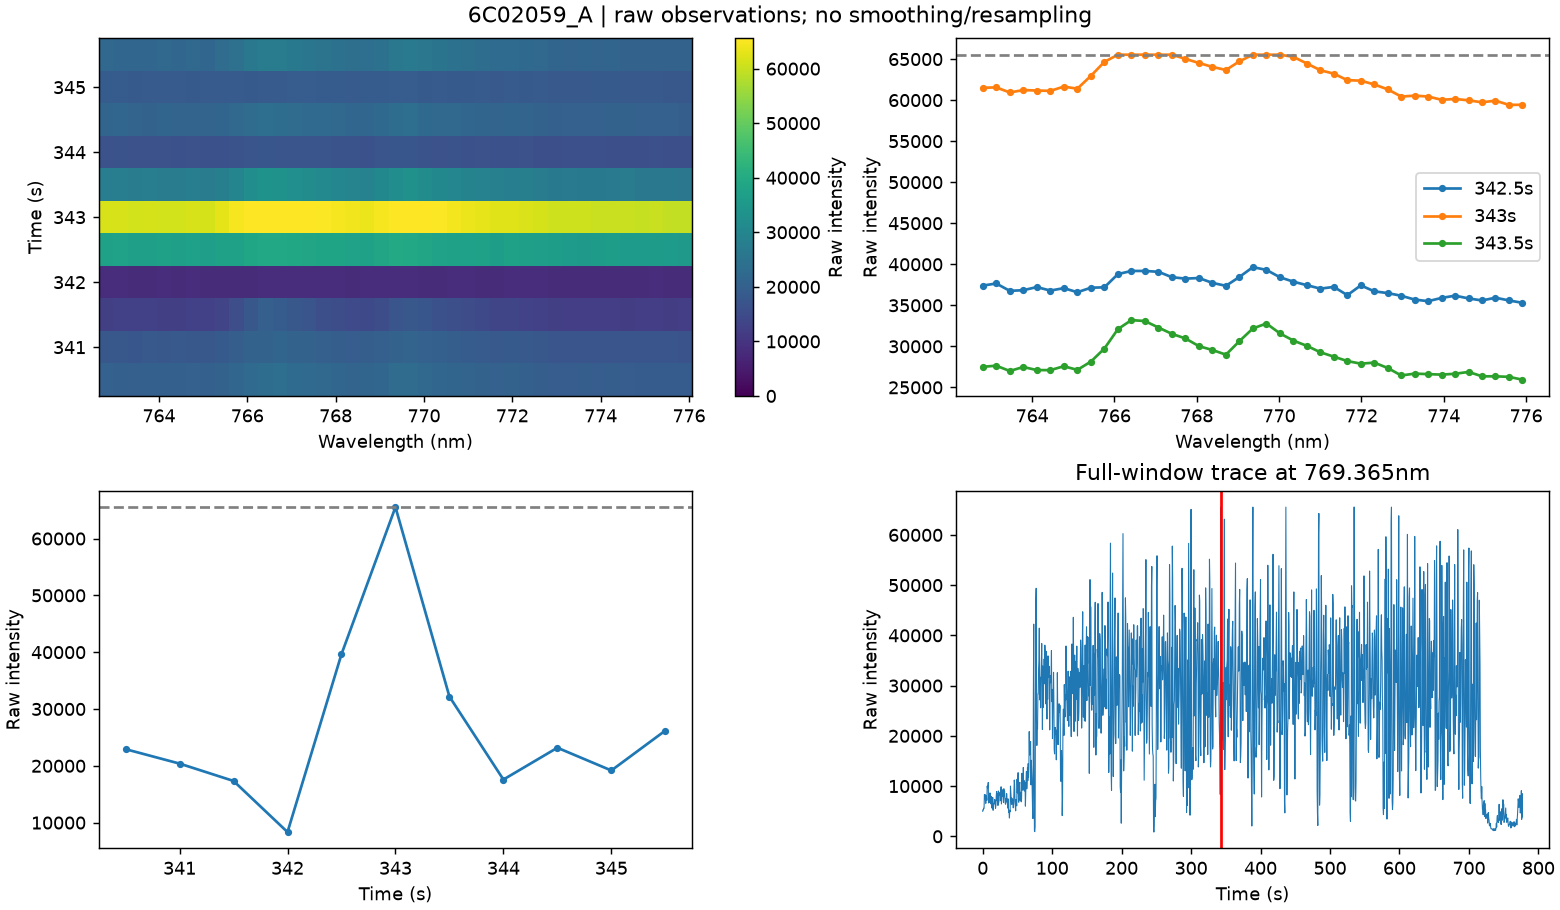 6C02059_A | raw observations; no smoothing/resampling
345
344
343
342
341
Time (s)
764 766 768 770 772 774 776
Wavelength (nm)
60000
50000
40000
30000
20000
10000
0
Raw intensity
65000
60000
55000
50000
45000
40000
35000
30000
25000
Raw intensity
342.5s
343s
343.5s
764 766 768 770 772 774 776
Wavelength (nm)
60000
50000
40000
30000
20000
10000
Raw intensity
341 342 343 344 345
Time (s)
Full-window trace at 769.365nm
60000
50000
40000
30000
20000
10000
0
Raw intensity
0 100 200 300 400 500 600 700 800
Time (s)